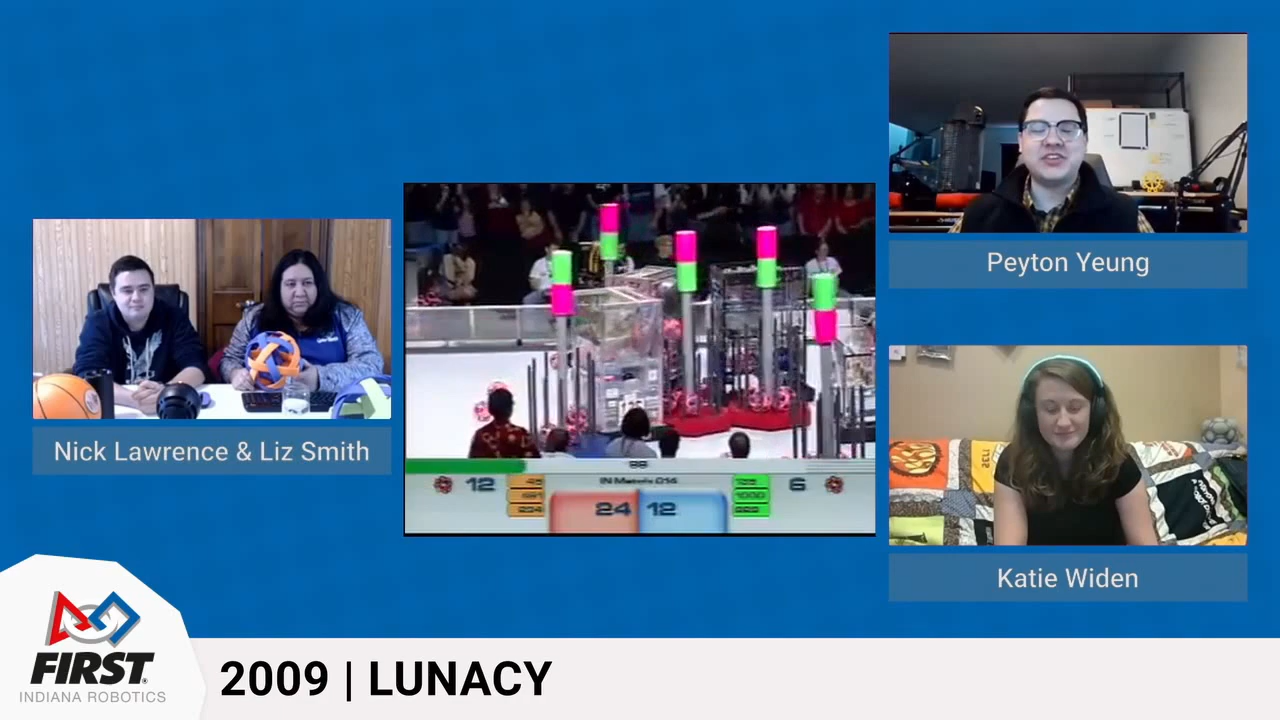 Peyton Yeung
Nick Lawrence & Liz Smith
12
24
12
6
Katie Widen
FIRST
INDIANA ROBOTICS
2009 | LUNACY